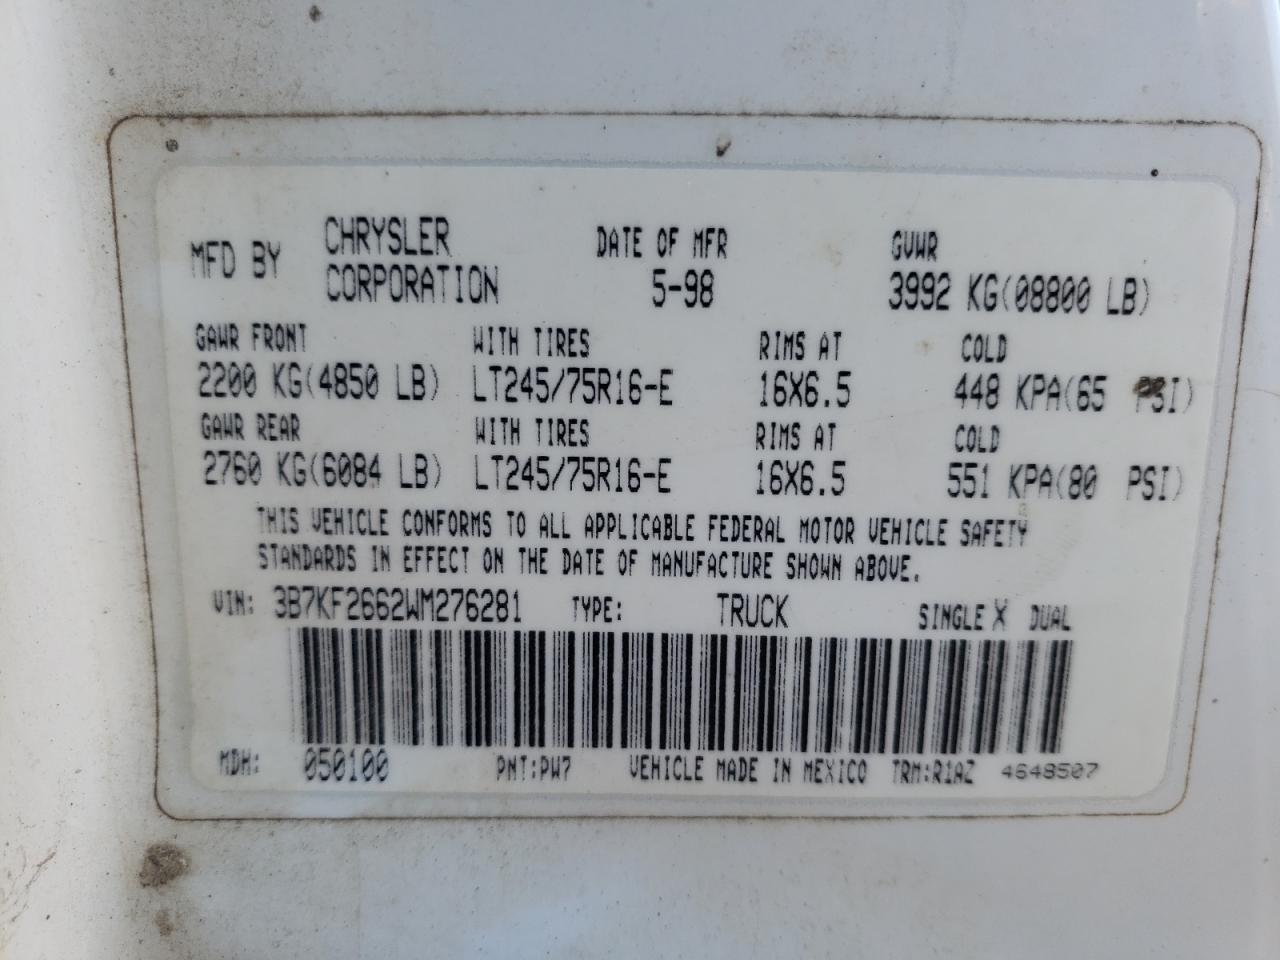 MFD BY CHRYSLER CORPORATION DATE OF MFR 5-98 GVWR 3992 KG(08800 LB)
GAWR FRONT WITH TIRES RIMS AT COLD
2200 KG(4850 LB) LT245/75R16-E 16X6.5 448 KPA(65 PSI)
GAWR REAR WITH TIRES RIMS AT COLD
2760 KG(6084 LB) LT245/75R16-E 16X6.5 551 KPA(80 PSI)
THIS VEHICLE CONFORMS TO ALL APPLICABLE FEDERAL MOTOR VEHICLE SAFETY
STANDARDS IN EFFECT ON THE DATE OF MANUFACTURE SHOWN ABOVE.
VIN: 3B7KF2662WM276281 TYPE: TRUCK SINGLE X DUAL
MDH: 050100 PNT:PW7 VEHICLE MADE IN MEXICO TRM:R1AZ 4648507